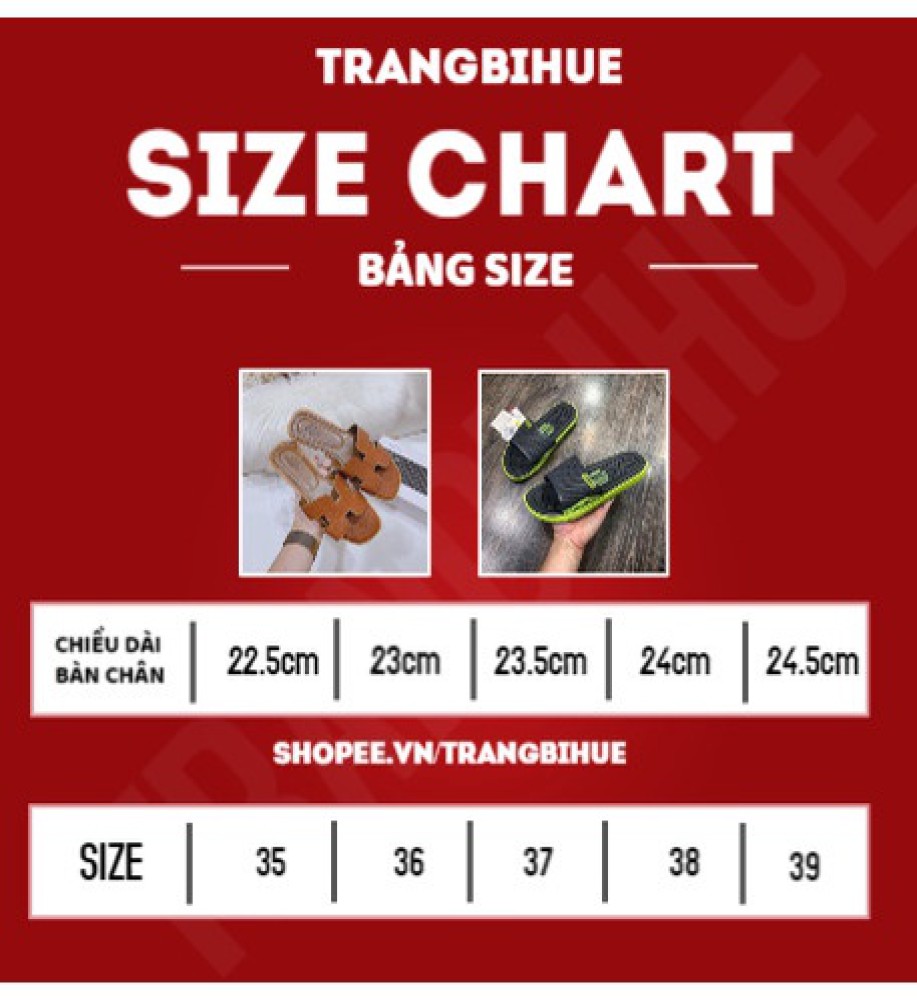 TRANGBIHUE
SIZE CHART
BẢNG SIZE
CHIỀU DÀI
BÀN CHÂN
22.5cm
23cm
23.5cm
24cm
24.5cm
SHOPEE.VN/TRANGBIHUE
SIZE
35
36
37
38
39
TRANGBIHUE